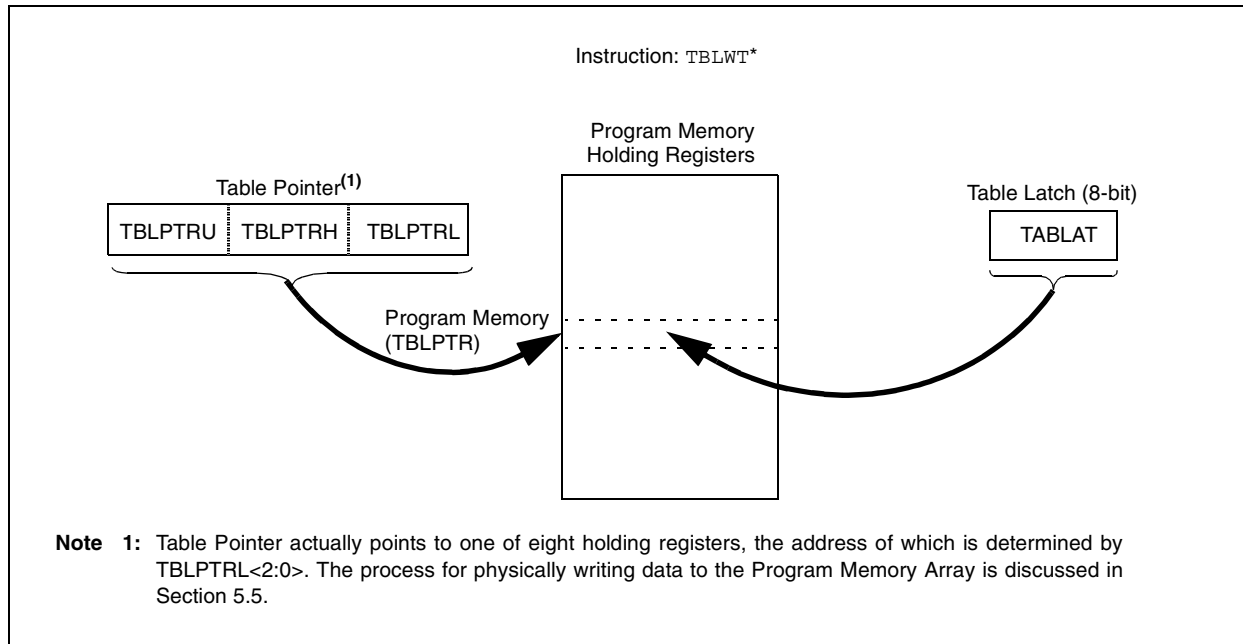 Instruction: TBLWT*
Program Memory
Holding Registers
Table Pointer(1)
Table Latch (8-bit)
TBLPTRU TBLPTRH TBLPTRL
TABLAT
Program Memory
(TBLPTR)
Note 1: Table Pointer actually points to one of eight holding registers, the address of which is determined by
TBLPTRL<2:0>. The process for physically writing data to the Program Memory Array is discussed in
Section 5.5.